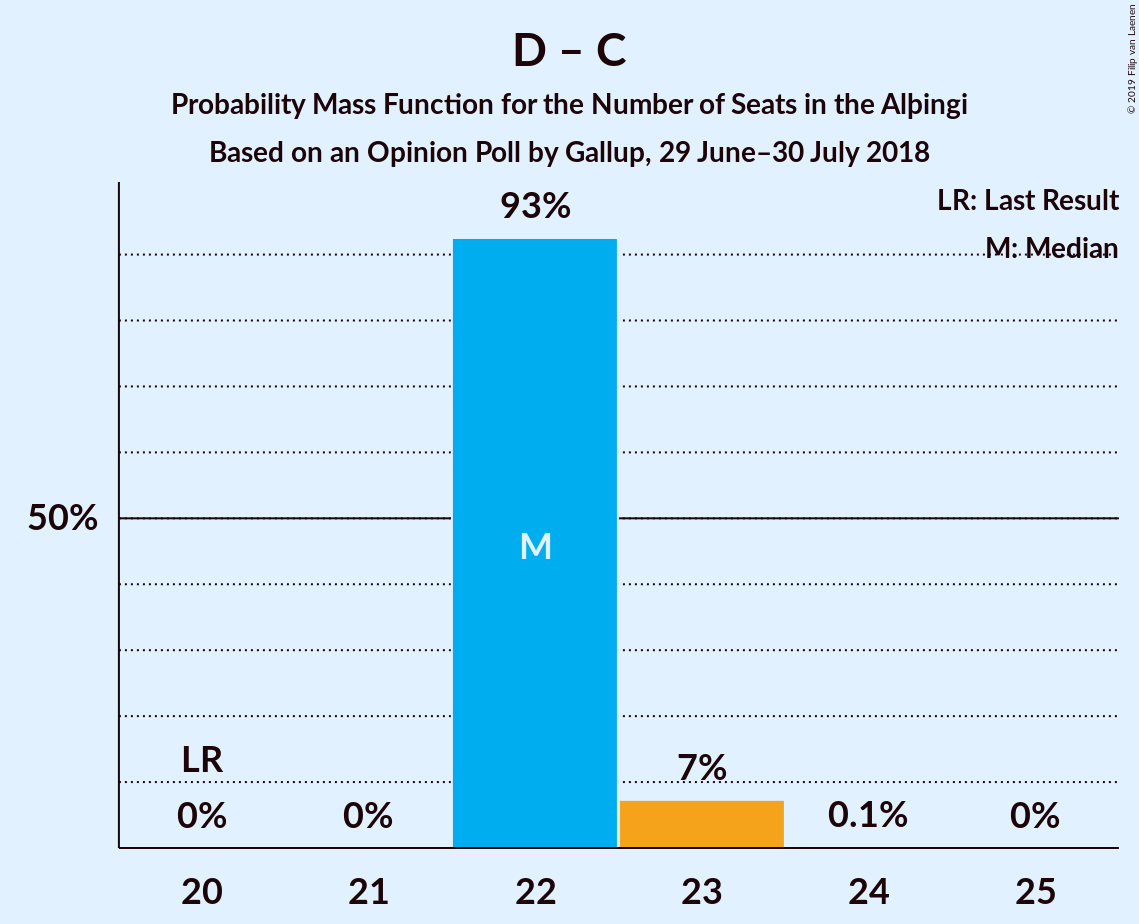 D – C
Probability Mass Function for the Number of Seats in the Alþingi
Based on an Opinion Poll by Gallup, 29 June–30 July 2018
© 2019 Filip van Laenen
LR: Last Result
M: Median
93%
50%
M
LR
7%
0%
0%
0.1%
0%
20
21
22
23
24
25